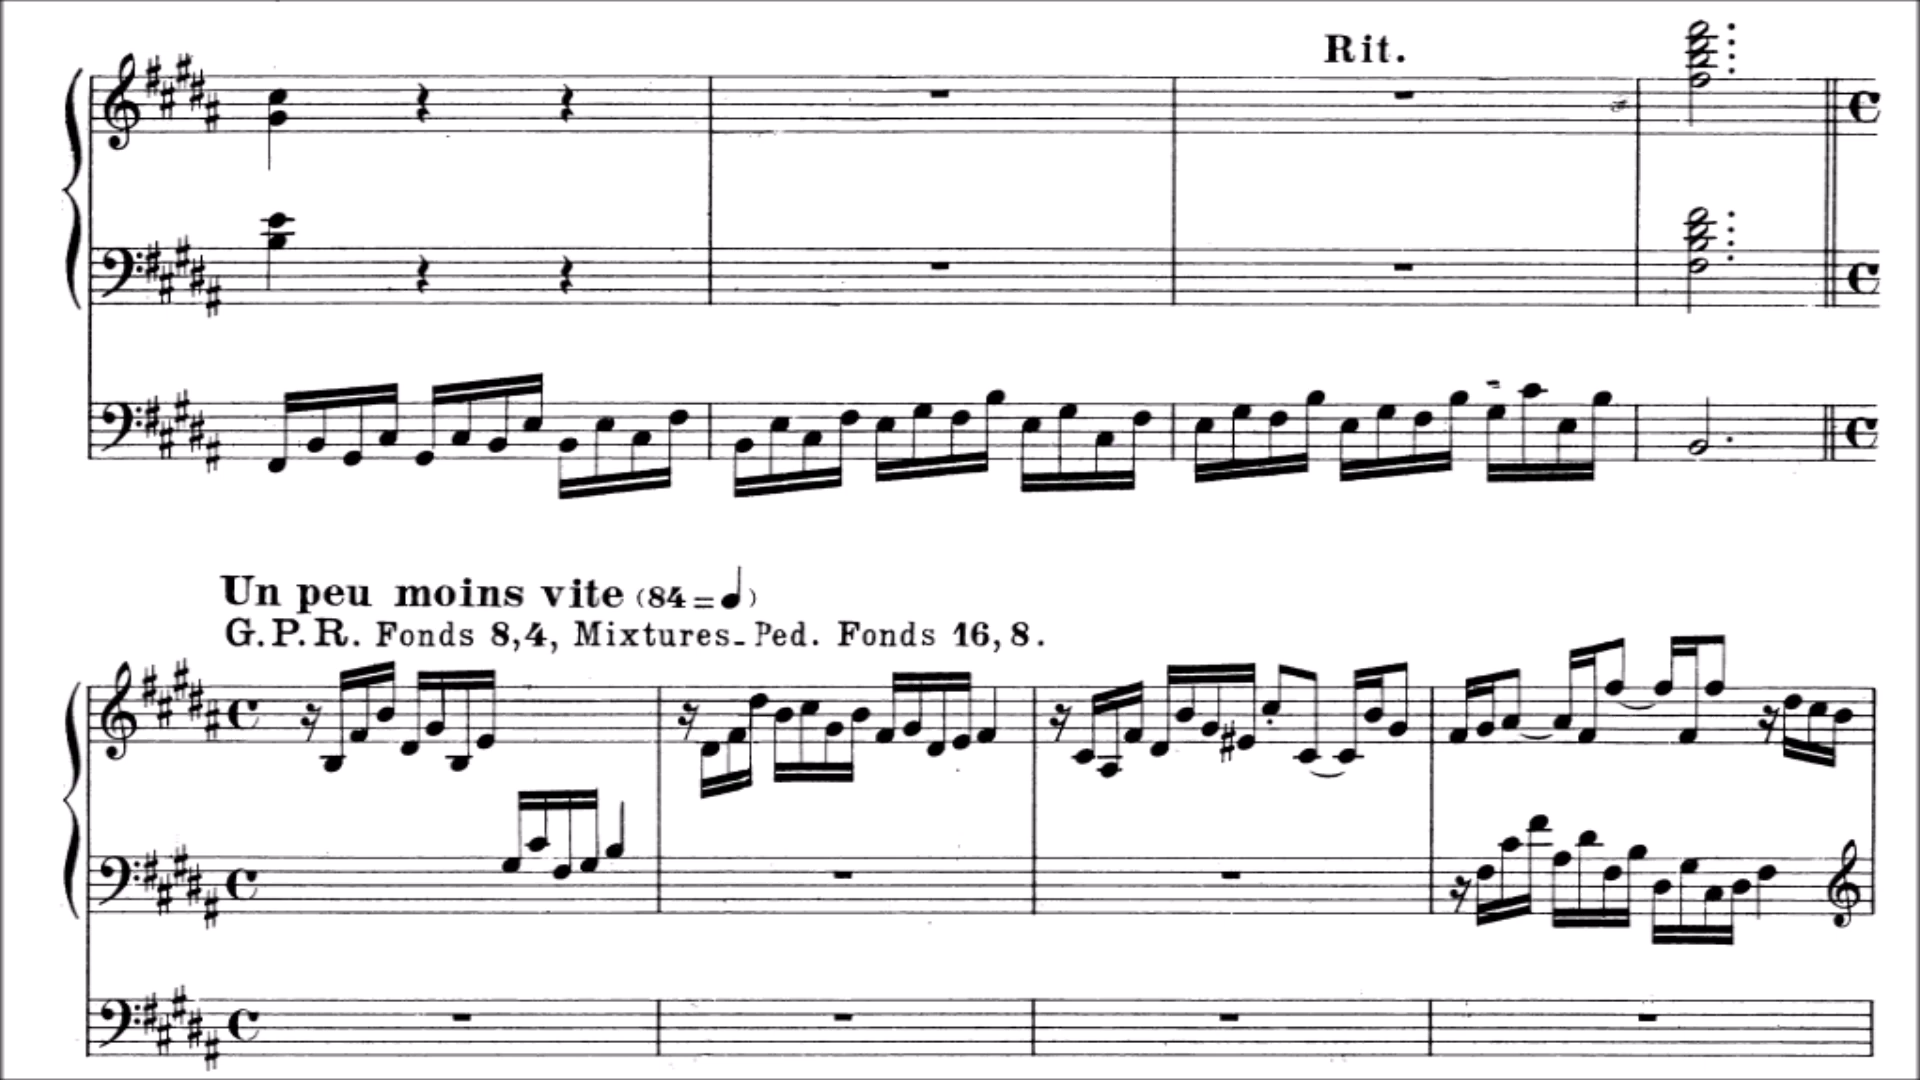 Rit.
Un peu moins vite (84=♩)
G.P.R. Fonds 8,4, Mixtures_Ped. Fonds 16,8.